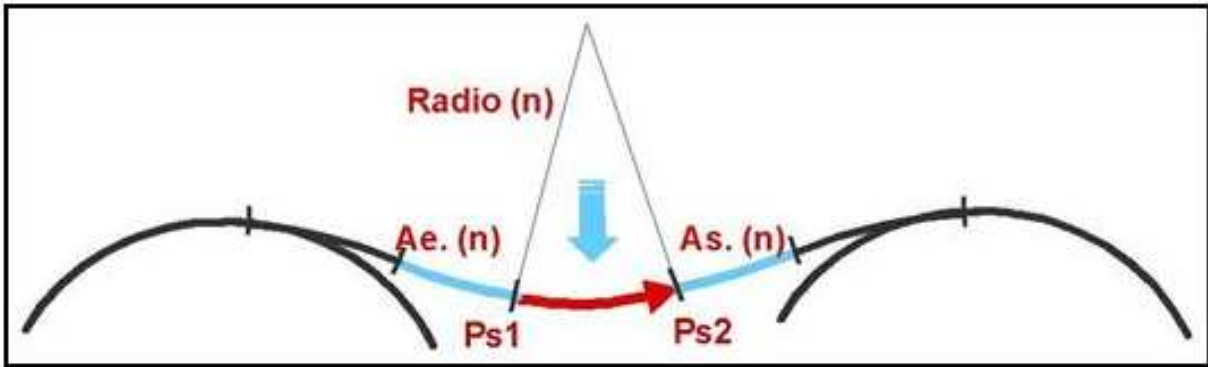 Radio (n)
Ae. (n)
As. (n)
Ps1
Ps2